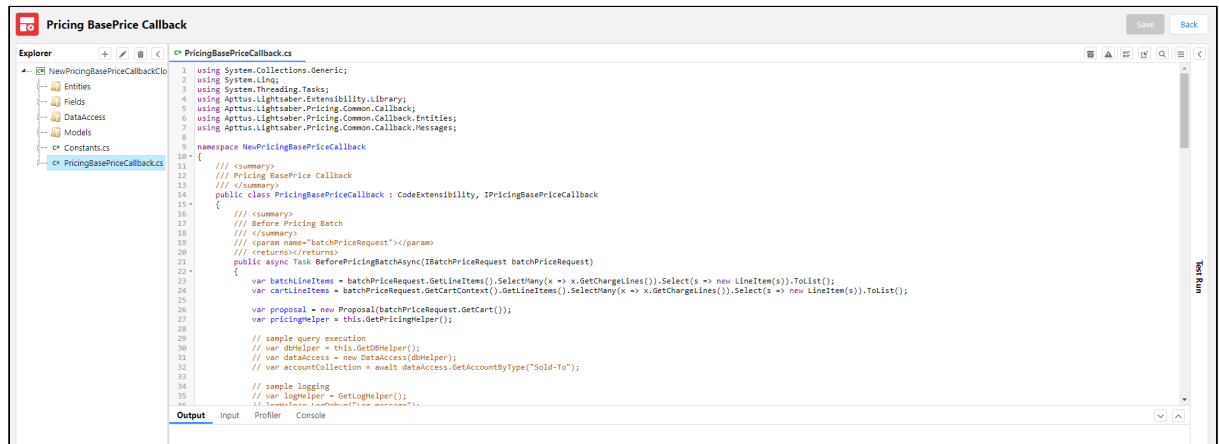 Pricing BasePrice Callback
Save
Back
Explorer
NewPricingBasePriceCallbackClo
Entities
Fields
DataAccess
Models
C# Constants.cs
C# PricingBasePriceCallback.cs
C# PricingBasePriceCallback.cs
1 using System.Collections.Generic;
2 using System.Linq;
3 using System.Threading.Tasks;
4 using Apttus.Lightsaber.Extensibility.Library;
5 using Apttus.Lightsaber.Pricing.Common.Callback;
6 using Apttus.Lightsaber.Pricing.Common.Callback.Entities;
7 using Apttus.Lightsaber.Pricing.Common.Callback.Messages;
8
9 namespace NewPricingBasePriceCallback
10 {
11 /// <summary>
12 /// Pricing BasePrice Callback
13 /// </summary>
14 public class PricingBasePriceCallback : CodeExtensibility, IPricingBasePriceCallback
15 {
16 /// <summary>
17 /// Before Pricing Batch
18 /// </summary>
19 /// <param name="batchPriceRequest"></param>
20 /// <returns></returns>
21 public async Task BeforePricingBatchAsync(IBatchPriceRequest batchPriceRequest)
22 {
23 var batchLineItems = batchPriceRequest.GetLineItems().SelectMany(x => x.GetChargeLines()).Select(s => new LineItem(s)).ToList();
24 var cartLineItems = batchPriceRequest.GetCartContext().GetLineItems().SelectMany(x => x.GetChargeLines()).Select(s => new LineItem(s)).ToList();
25
26 var proposal = new Proposal(batchPriceRequest.GetCart());
27 var pricingHelper = this.GetPricingHelper();
28
29 // sample query execution
30 // var dbHelper = this.GetDBHelper();
31 // var dataAccess = new DataAccess(dbHelper);
32 // var accountCollection = await dataAccess.GetAccountByType("Sold-To");
33
34 // sample logging
35 // var logHelper = GetLogHelper();
36 // logHelper.LogDebug("Log message");
Test Run
Output Input Profiler Console